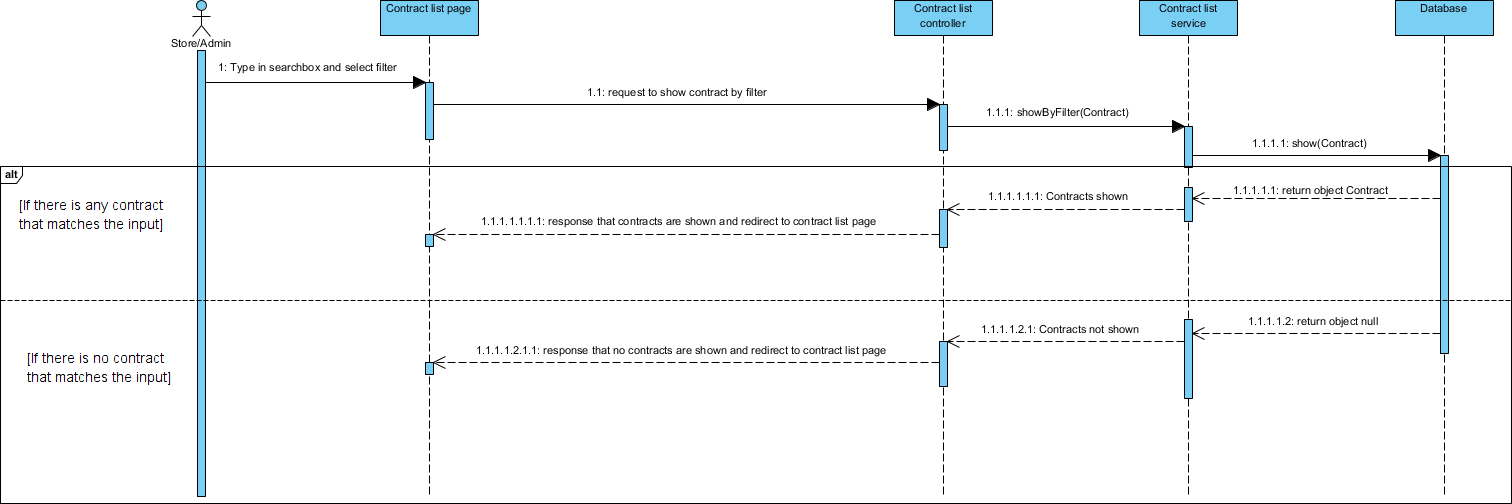 Store/Admin
Contract list page
Contract list
controller
Contract list
service
Database
1: Type in searchbox and select filter
1.1: request to show contract by filter
1.1.1: showByFilter(Contract)
1.1.1.1: show(Contract)
alt
[If there is any contract
that matches the input]
1.1.1.1.1: return object Contract
1.1.1.1.1.1: Contracts shown
1.1.1.1.1.1.1: response that contracts are shown and redirect to contract list page
[If there is no contract
that matches the input]
1.1.1.1.2: return object null
1.1.1.1.2.1: Contracts not shown
1.1.1.1.2.1.1: response that no contracts are shown and redirect to contract list page